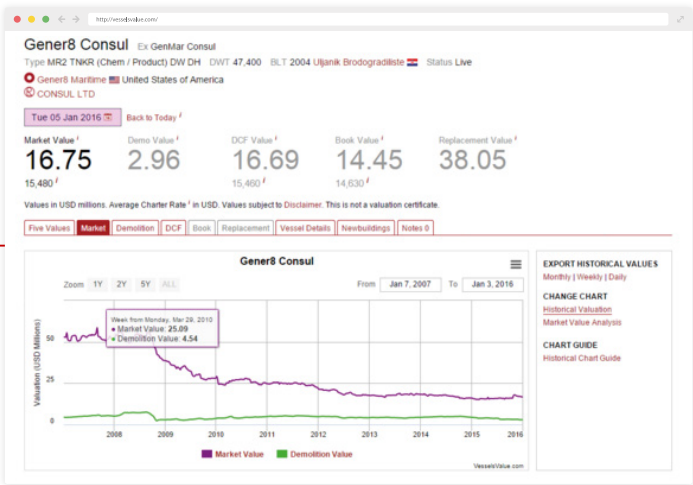 http://vesselsvalue.com/
Gener8 Consul Ex GenMar Consul
Type MR2 TNKR (Chem / Product) DW DH DWT 47,400 BLT 2004 Uljanik Brodogradiliste Status Live
Gener8 Maritime United States of America
CONSUL LTD
Tue 05 Jan 2016 Back to Today i
Market Value i Demo Value i DCF Value i Book Value i Replacement Value i
16.75 2.96 16.69 14.45 38.05
15,480 i 15,460 i 14,630 i
Values in USD millions. Average Charter Rate i in USD. Values subject to Disclaimer. This is not a valuation certificate.
Five Values Market Demolition DCF Book Replacement Vessel Details Newbuildings Notes 0
Gener8 Consul
Zoom 1Y 2Y 5Y ALL From Jan 7, 2007 To Jan 3, 2016
Week from Monday, Mar 29, 2010
Market Value: 25.09
Demolition Value: 4.54
Valuation (USD Millions)
50
25
0
2008 2009 2010 2011 2012 2013 2014 2015 2016
Market Value Demolition Value
VesselsValue.com
EXPORT HISTORICAL VALUES
Monthly | Weekly | Daily
CHANGE CHART
Historical Valuation
Market Value Analysis
CHART GUIDE
Historical Chart Guide